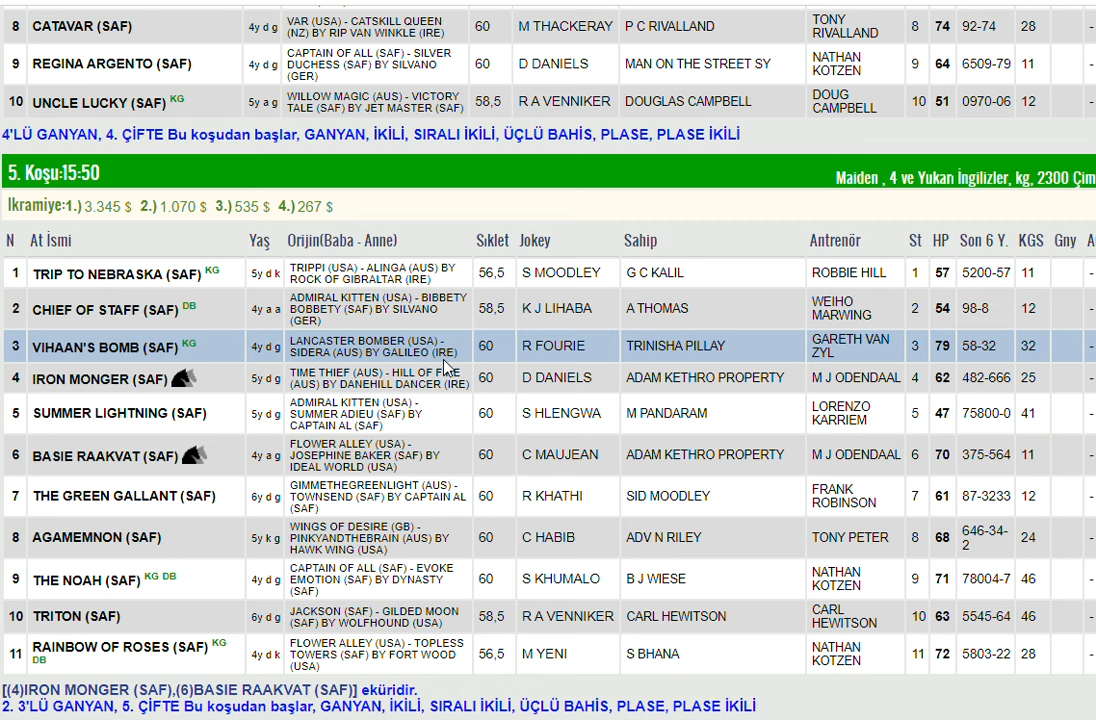 8 CATAVAR (SAF) 4y d g VAR (USA) - CATSKILL QUEEN (NZ) BY RIP VAN WINKLE (IRE) 60 M THACKERAY P C RIVALLAND TONY RIVALLAND 8 74 92-74 28 -
9 REGINA ARGENTO (SAF) 4y d g CAPTAIN OF ALL (SAF) - SILVER DUCHESS (SAF) BY SILVANO (GER) 60 D DANIELS MAN ON THE STREET SY NATHAN KOTZEN 9 64 6509-79 11 -
10 UNCLE LUCKY (SAF) KG 5y a g WILLOW MAGIC (AUS) - VICTORY TALE (SAF) BY JET MASTER (SAF) 58,5 R A VENNIKER DOUGLAS CAMPBELL DOUG CAMPBELL 10 51 0970-06 12 -
4'LÜ GANYAN, 4. ÇİFTE Bu koşudan başlar, GANYAN, İKİLİ, SIRALI İKİLİ, ÜÇLÜ BAHİS, PLASE, PLASE İKİLİ
5. Koşu:15:50 Maiden , 4 ve Yukarı İngilizler, kg, 2300 Çim
İkramiye:1.) 3.345 $ 2.) 1.070 $ 3.) 535 $ 4.) 267 $
N At İsmi Yaş Orijin(Baba - Anne) Sıklet Jokey Sahip Antrenör St HP Son 6 Y. KGS Gny
1 TRIP TO NEBRASKA (SAF) KG 5y d k TRIPPI (USA) - ALINGA (AUS) BY ROCK OF GIBRALTAR (IRE) 56,5 S MOODLEY G C KALIL ROBBIE HILL 1 57 5200-57 11 -
2 CHIEF OF STAFF (SAF) DB 4y a a ADMIRAL KITTEN (USA) - BIBBETY BOBBETY (SAF) BY SILVANO (GER) 58,5 K J LIHABA A THOMAS WEIHO MARWING 2 54 98-8 12 -
3 VIHAAN'S BOMB (SAF) KG 4y d g LANCASTER BOMBER (USA) - SIDERA (AUS) BY GALILEO (IRE) 60 R FOURIE TRINISHA PILLAY GARETH VAN ZYL 3 79 58-32 32 -
4 IRON MONGER (SAF) 5y d g TIME THIEF (AUS) - HILL OF (AUS) BY DANEHILL DANCER (IRE) 60 D DANIELS ADAM KETHRO PROPERTY M J ODENDAAL 4 62 482-666 25 -
5 SUMMER LIGHTNING (SAF) 5y d g ADMIRAL KITTEN (USA) - SUMMER ADIEU (SAF) BY CAPTAIN AL (SAF) 60 S HLENGWA M PANDARAM LORENZO KARRIEM 5 47 75800-0 41 -
6 BASIE RAAKVAT (SAF) 4y a g FLOWER ALLEY (USA) - JOSEPHINE BAKER (SAF) BY IDEAL WORLD (USA) 60 C MAUJEAN ADAM KETHRO PROPERTY M J ODENDAAL 6 70 375-564 11 -
7 THE GREEN GALLANT (SAF) 6y d g GIMMETHEGREENLIGHT (AUS) - TOWNSEND (SAF) BY CAPTAIN AL (SAF) 60 R KHATHI SID MOODLEY FRANK ROBINSON 7 61 87-3233 12 -
8 AGAMEMNON (SAF) 5y k g WINGS OF DESIRE (GB) - PINKYANDTHEBRAIN (AUS) BY HAWK WING (USA) 60 C HABIB ADV N RILEY TONY PETER 8 68 646-34-2 24 -
9 THE NOAH (SAF) KG DB 4y d g CAPTAIN OF ALL (SAF) - EVOKE EMOTION (SAF) BY DYNASTY (SAF) 60 S KHUMALO B J WIESE NATHAN KOTZEN 9 71 78004-7 46 -
10 TRITON (SAF) 6y d g JACKSON (SAF) - GILDED MOON (SAF) BY WOLFHOUND (USA) 58,5 R A VENNIKER CARL HEWITSON CARL HEWITSON 10 63 5545-64 46 -
11 RAINBOW OF ROSES (SAF) KG DB 4y d k FLOWER ALLEY (USA) - TOPLESS TOWERS (SAF) BY FORT WOOD (USA) 56,5 M YENI S BHANA NATHAN KOTZEN 11 72 5803-22 28 -
[(4)IRON MONGER (SAF),(6)BASIE RAAKVAT (SAF)] eküridir.
2. 3'LÜ GANYAN, 5. ÇİFTE Bu koşudan başlar, GANYAN, İKİLİ, SIRALI İKİLİ, ÜÇLÜ BAHİS, PLASE, PLASE İKİLİ